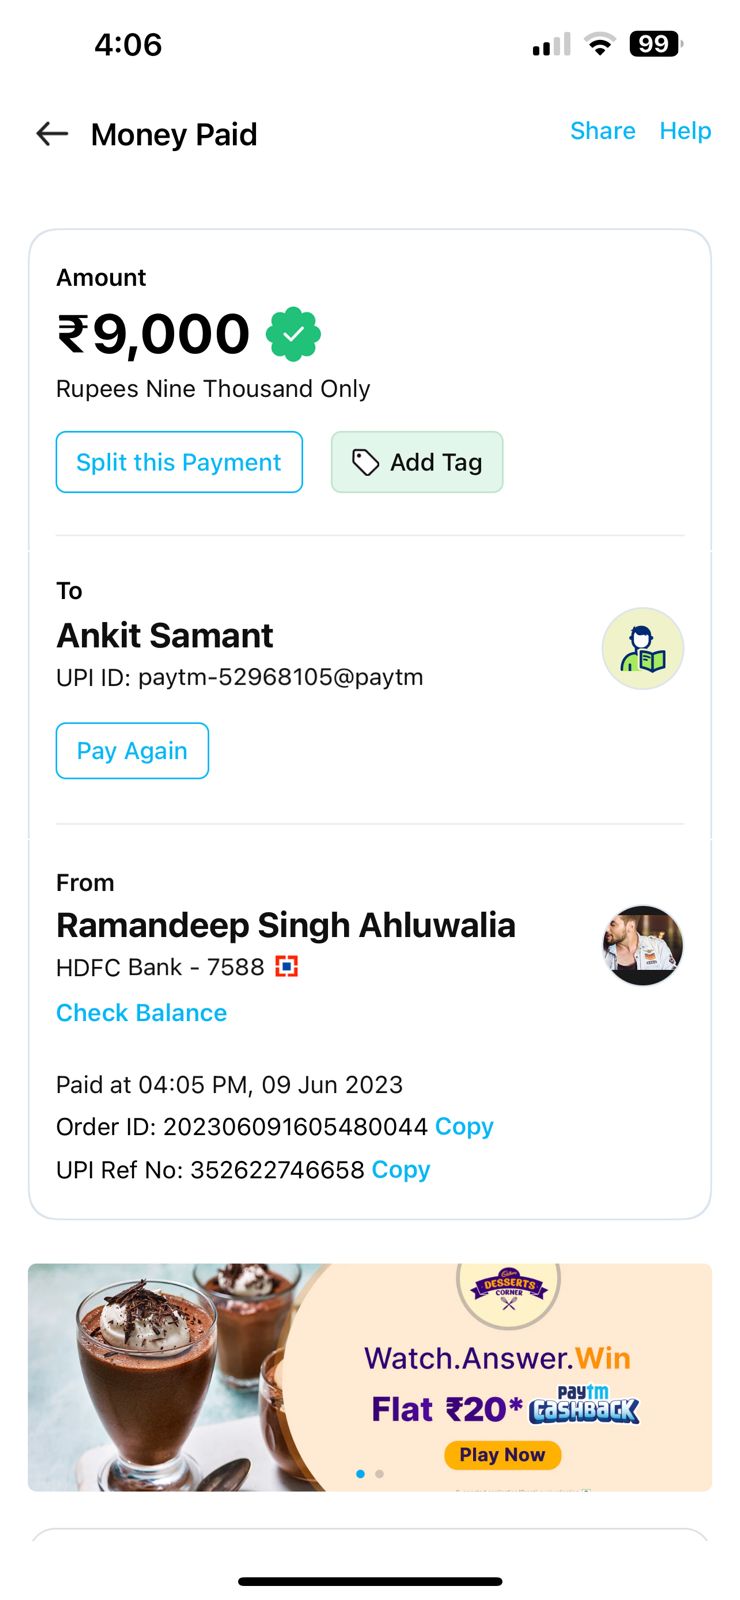 4:06
99
Money Paid
Share Help
Amount
₹9,000
Rupees Nine Thousand Only
Split this Payment
Add Tag
To
Ankit Samant
UPI ID: paytm-52968105@paytm
Pay Again
From
Ramandeep Singh Ahluwalia
HDFC Bank - 7588
Check Balance
Paid at 04:05 PM, 09 Jun 2023
Order ID: 202306091605480044 Copy
UPI Ref No: 352622746658 Copy
Cadbury
DESSERTS
CORNER
Watch.Answer.Win
Flat ₹20* paytm CASHBACK
Play Now